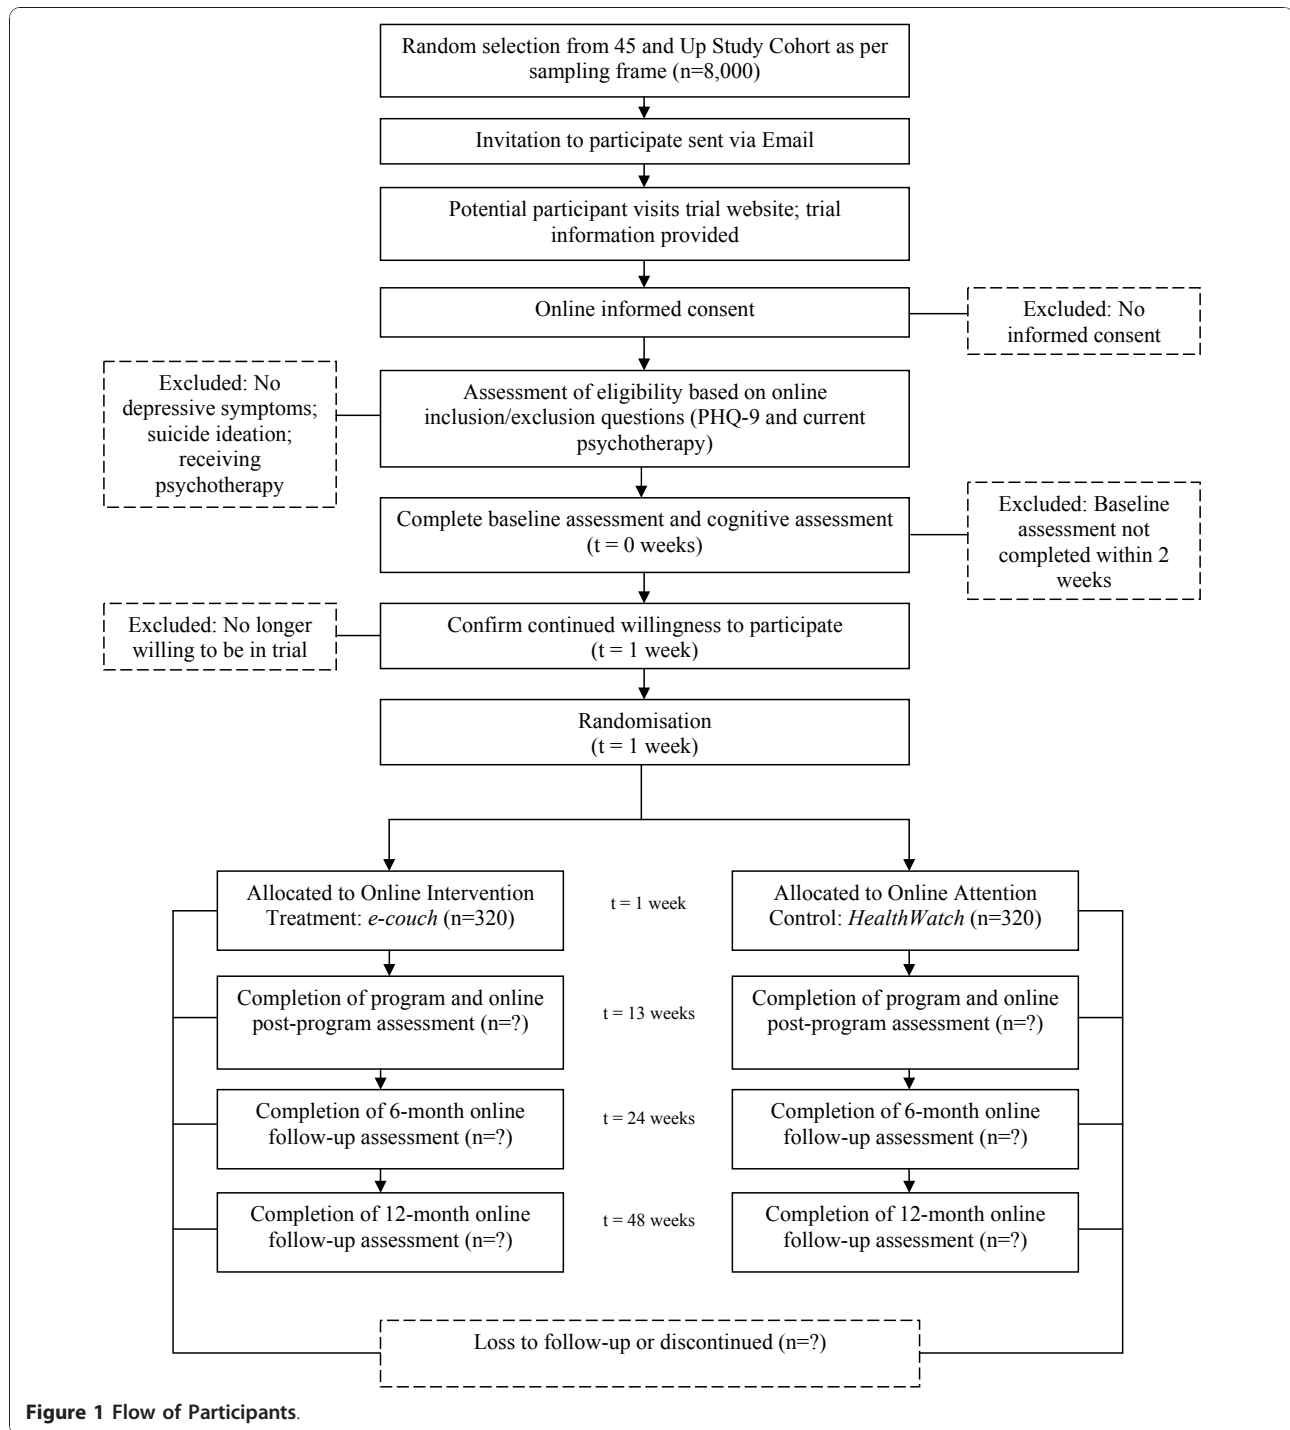 Random selection from 45 and Up Study Cohort as per
sampling frame (n=8,000)
Invitation to participate sent via Email
Potential participant visits trial website; trial
information provided
Online informed consent
Excluded: No
informed consent
Excluded: No
depressive symptoms;
suicide ideation;
receiving
psychotherapy
Assessment of eligibility based on online
inclusion/exclusion questions (PHQ-9 and current
psychotherapy)
Complete baseline assessment and cognitive assessment
(t = 0 weeks)
Excluded: Baseline
assessment not
completed within 2
weeks
Excluded: No longer
willing to be in trial
Confirm continued willingness to participate
(t = 1 week)
Randomisation
(t = 1 week)
Allocated to Online Intervention
Treatment: e-couch (n=320)
t = 1 week
Allocated to Online Attention
Control: HealthWatch (n=320)
Completion of program and online
post-program assessment (n=?)
t = 13 weeks
Completion of program and online
post-program assessment (n=?)
Completion of 6-month online
follow-up assessment (n=?)
t = 24 weeks
Completion of 6-month online
follow-up assessment (n=?)
Completion of 12-month online
follow-up assessment (n=?)
t = 48 weeks
Completion of 12-month online
follow-up assessment (n=?)
Loss to follow-up or discontinued (n=?)
Figure 1 Flow of Participants.